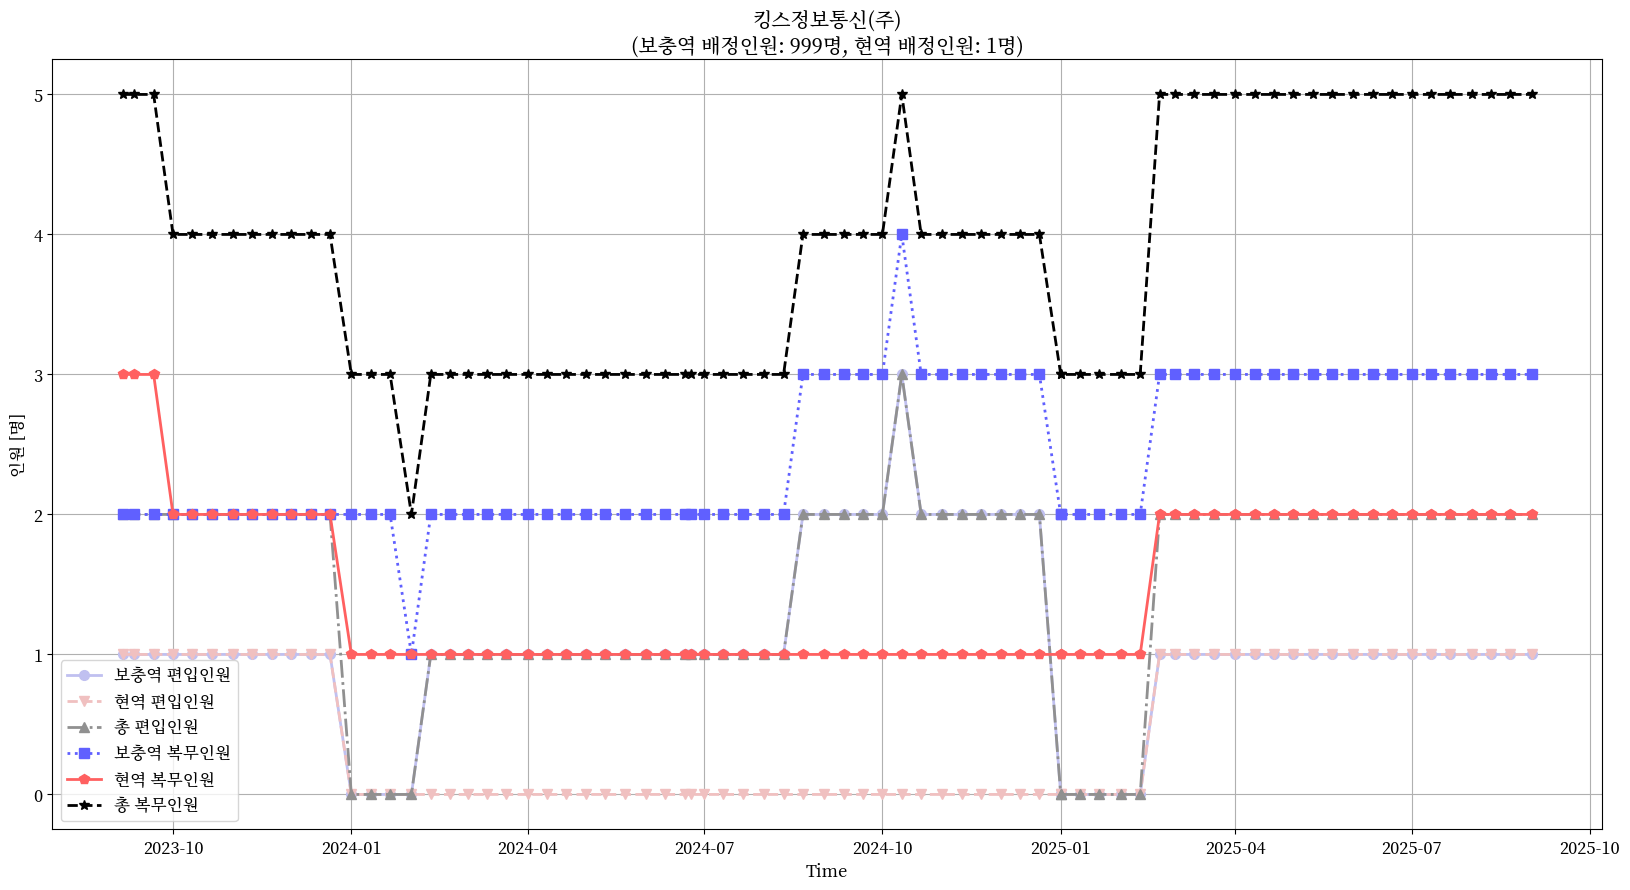 킹스정보통신(주)
(보충역 배정인원: 999명, 현역 배정인원: 1명)
인원 [명]
5
4
3
2
1
0
보충역 편입인원
현역 편입인원
총 편입인원
보충역 복무인원
현역 복무인원
총 복무인원
2023-10
2024-01
2024-04
2024-07
2024-10
2025-01
2025-04
2025-07
2025-10
Time